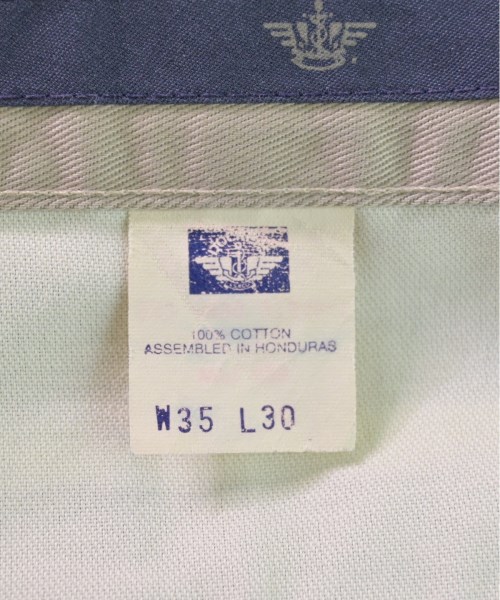 100% COTTON
ASSEMBLED IN HONDURAS
W35 L30